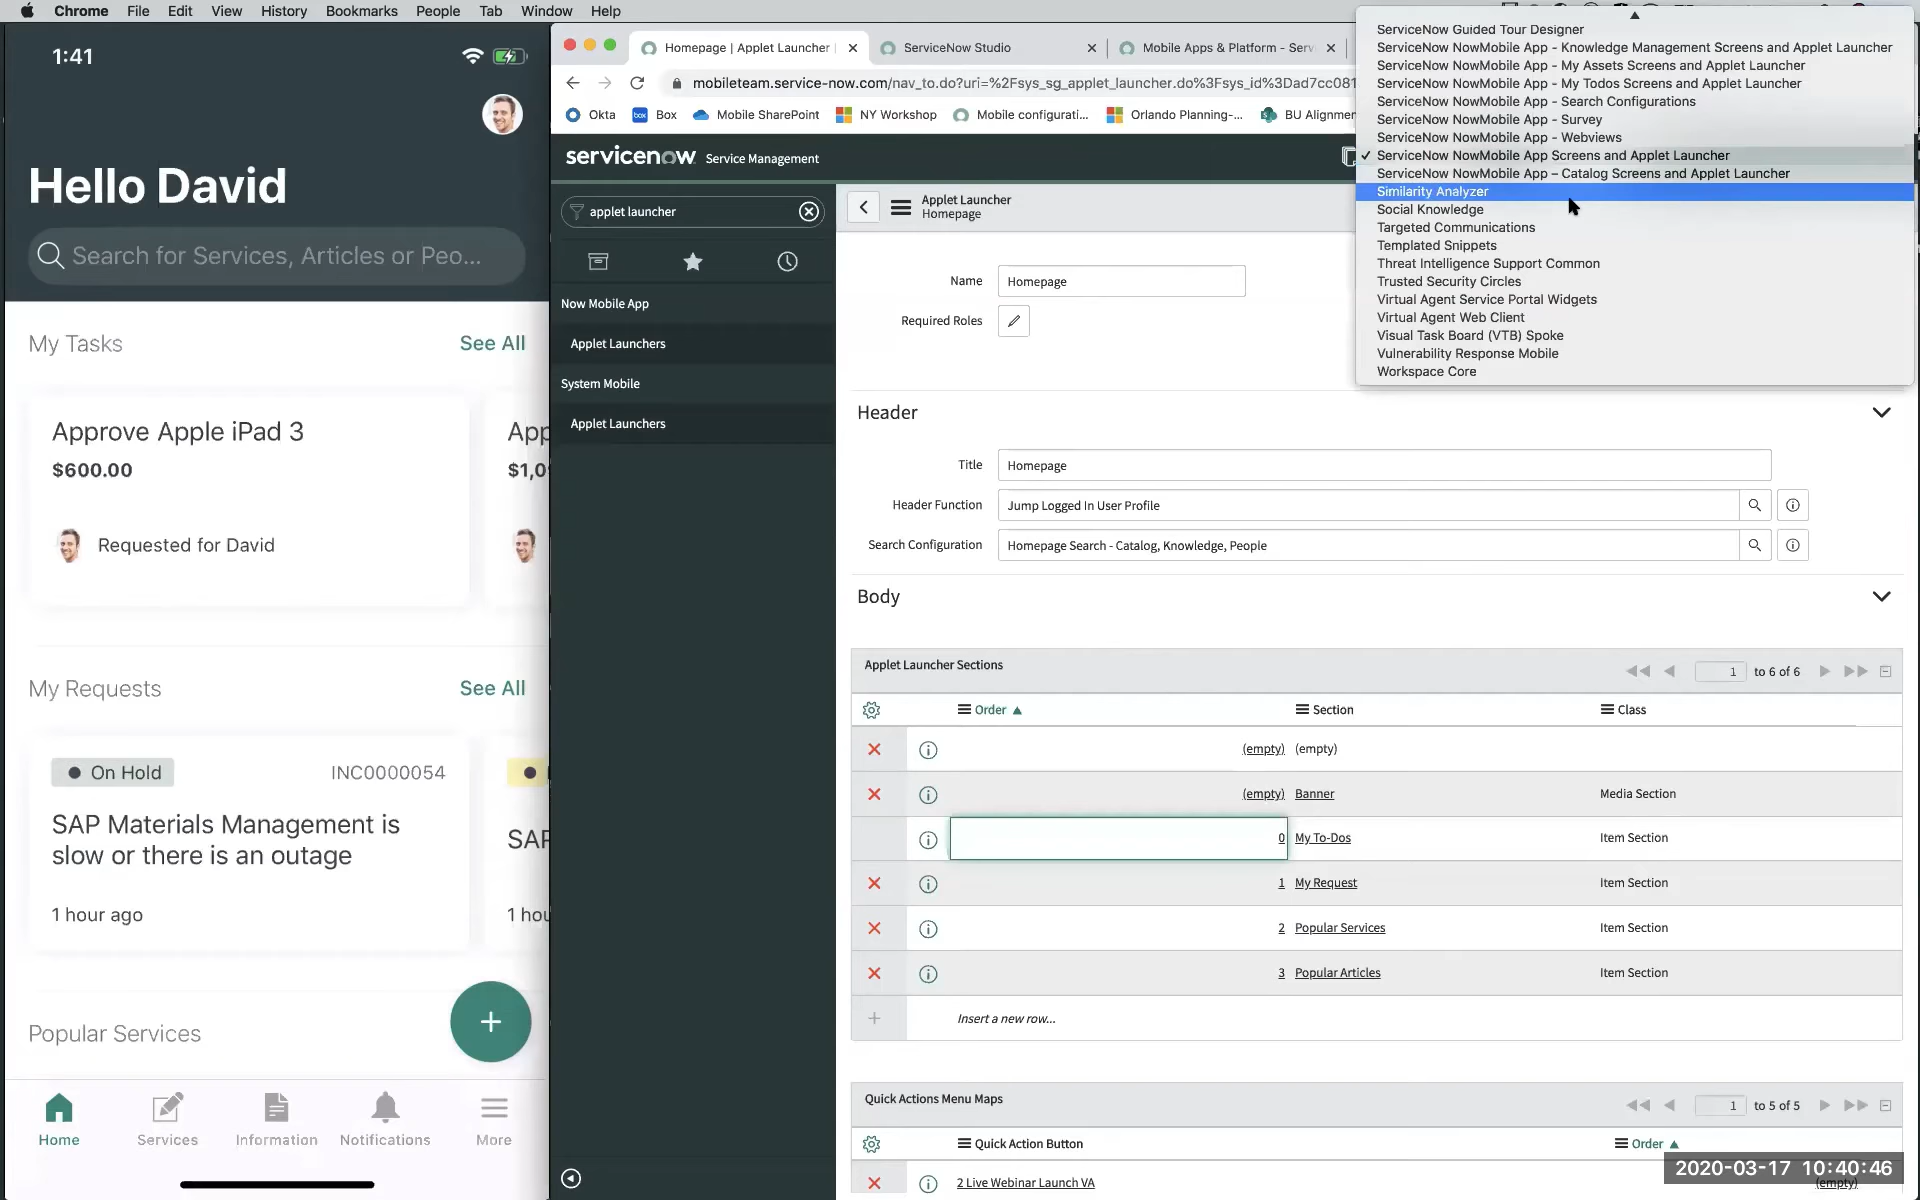 Chrome File Edit View History Bookmarks People Tab Window Help
1:41
Hello David
Search for Services, Articles or Peo...
My Tasks See All
Approve Apple iPad 3
$600.00
Requested for David
App
$1,0
My Requests See All
On Hold INC0000054
SAP Materials Management is
slow or there is an outage
1 hour ago
SAP
1 hou
Popular Services
+
Home Services Information Notifications More
Homepage | Applet Launcher
ServiceNow Studio
Mobile Apps & Platform - Serv
mobileteam.service-now.com/nav_to.do?uri=%2Fsys_sg_applet_launcher.do%3Fsys_id%3Dad7cc081
Okta Box Mobile SharePoint NY Workshop Mobile configurati... Orlando Planning-... BU Alignmen
servicenow Service Management
applet launcher
Now Mobile App
Applet Launchers
System Mobile
Applet Launchers
Applet Launcher
Homepage
Name Homepage
Required Roles
Header
Title Homepage
Header Function Jump Logged In User Profile
Search Configuration Homepage Search - Catalog, Knowledge, People
Body
Applet Launcher Sections 1 to 6 of 6
Order Section Class
(empty) (empty)
(empty) Banner Media Section
0 My To-Dos Item Section
1 My Request Item Section
2 Popular Services Item Section
3 Popular Articles Item Section
Insert a new row...
Quick Actions Menu Maps 1 to 5 of 5
Quick Action Button Order
2 Live Webinar Launch VA (empty)
2020-03-17 10:40:46
ServiceNow Guided Tour Designer
ServiceNow NowMobile App - Knowledge Management Screens and Applet Launcher
ServiceNow NowMobile App - My Assets Screens and Applet Launcher
ServiceNow NowMobile App - My Todos Screens and Applet Launcher
ServiceNow NowMobile App - Search Configurations
ServiceNow NowMobile App - Survey
ServiceNow NowMobile App - Webviews
✓ ServiceNow NowMobile App Screens and Applet Launcher
ServiceNow NowMobile App – Catalog Screens and Applet Launcher
Similarity Analyzer
Social Knowledge
Targeted Communications
Templated Snippets
Threat Intelligence Support Common
Trusted Security Circles
Virtual Agent Service Portal Widgets
Virtual Agent Web Client
Visual Task Board (VTB) Spoke
Vulnerability Response Mobile
Workspace Core